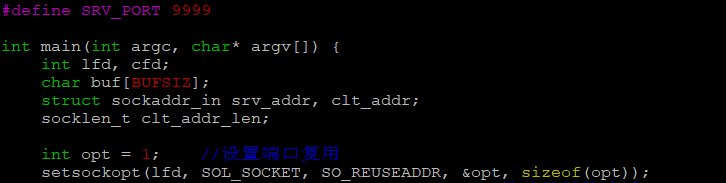 #define SRV_PORT 9999
int main(int argc, char* argv[]) {
int lfd, cfd;
char buf[BUFSIZ];
struct sockaddr_in srv_addr, clt_addr;
socklen_t clt_addr_len;
int opt = 1; //设置端口复用
setsockopt(lfd, SOL_SOCKET, SO_REUSEADDR, &opt, sizeof(opt));